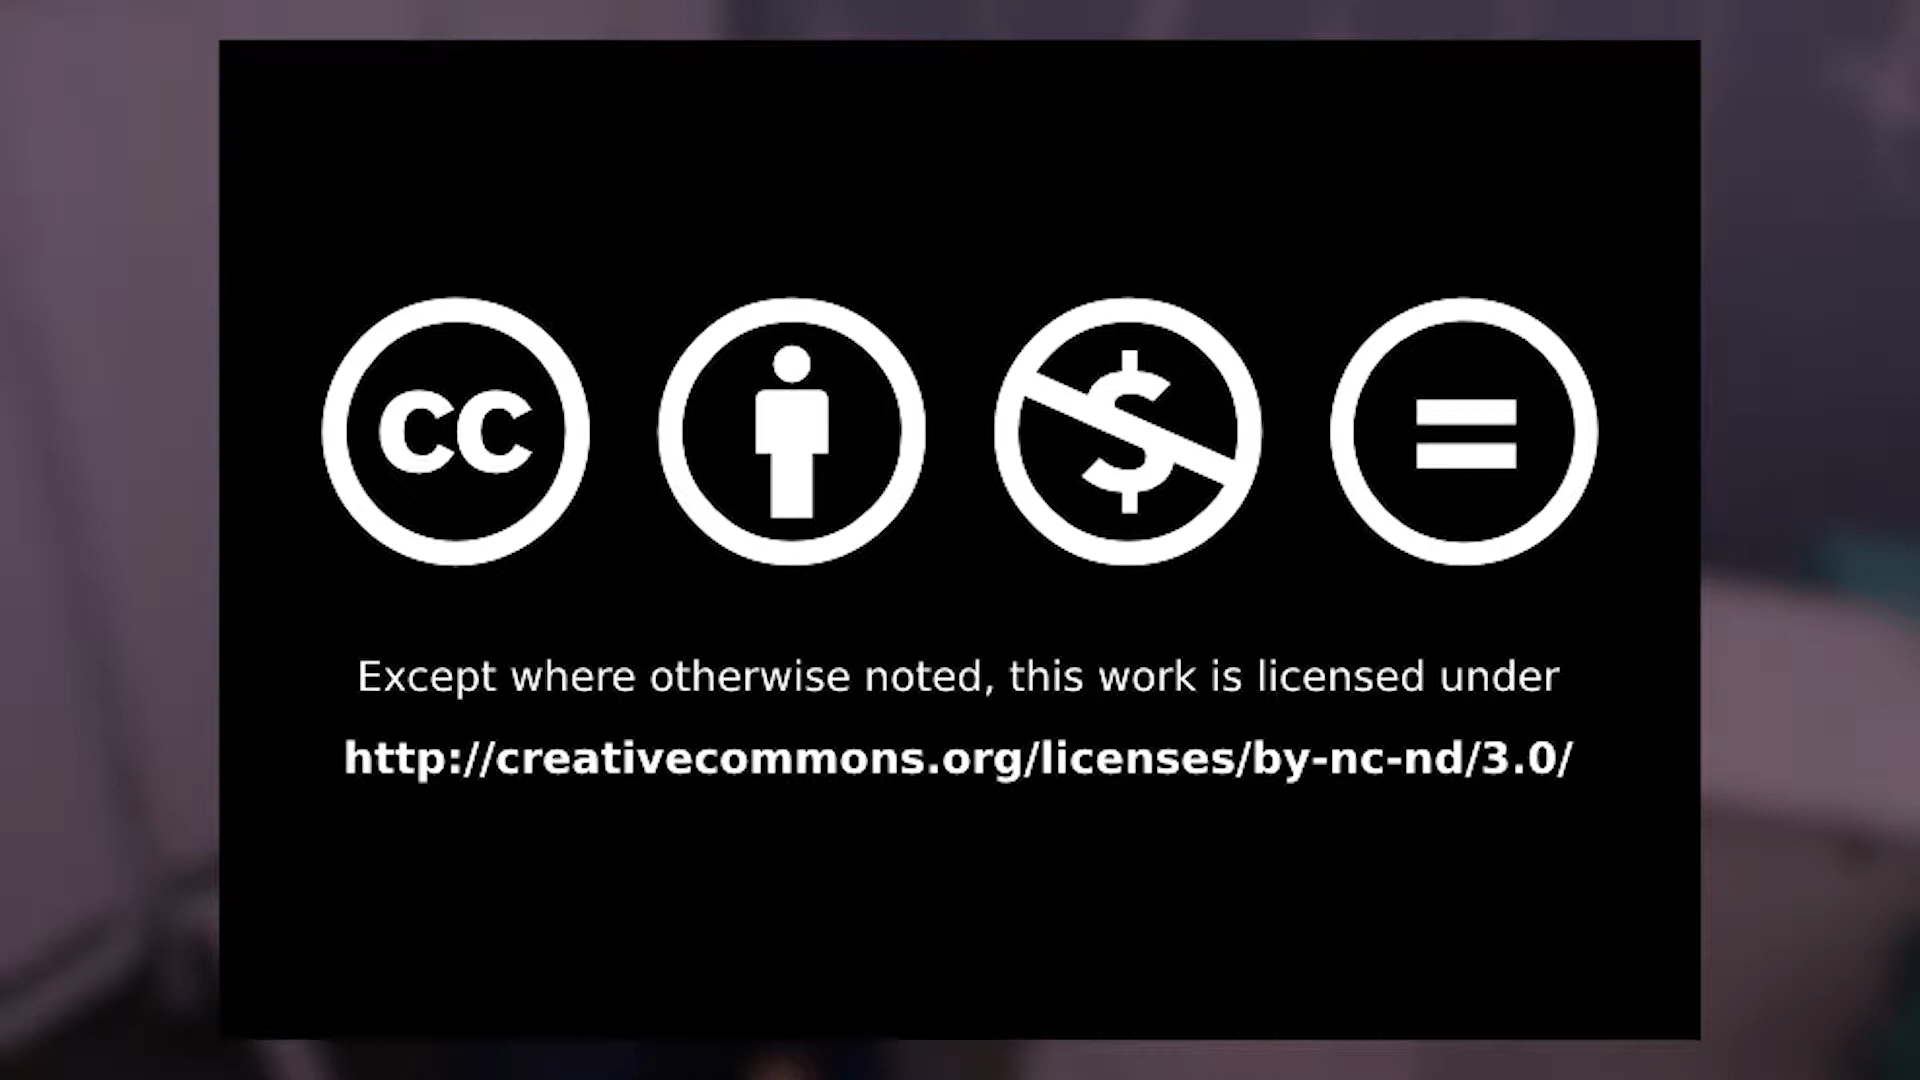 cc
$
=
Except where otherwise noted, this work is licensed under
http://creativecommons.org/licenses/by-nc-nd/3.0/